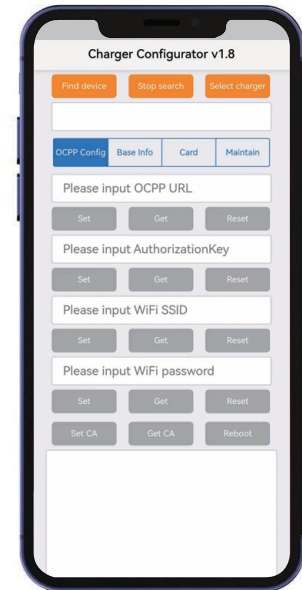 Charger Configurator v1.8
Find device Stop search Select charger
OCPP Config Base Info Card Maintain
Please input OCPP URL
Set Get Reset
Please input AuthorizationKey
Set Get Reset
Please input WiFi SSID
Set Get Reset
Please input WiFi password
Set Get Reset
Set CA Get CA Reboot